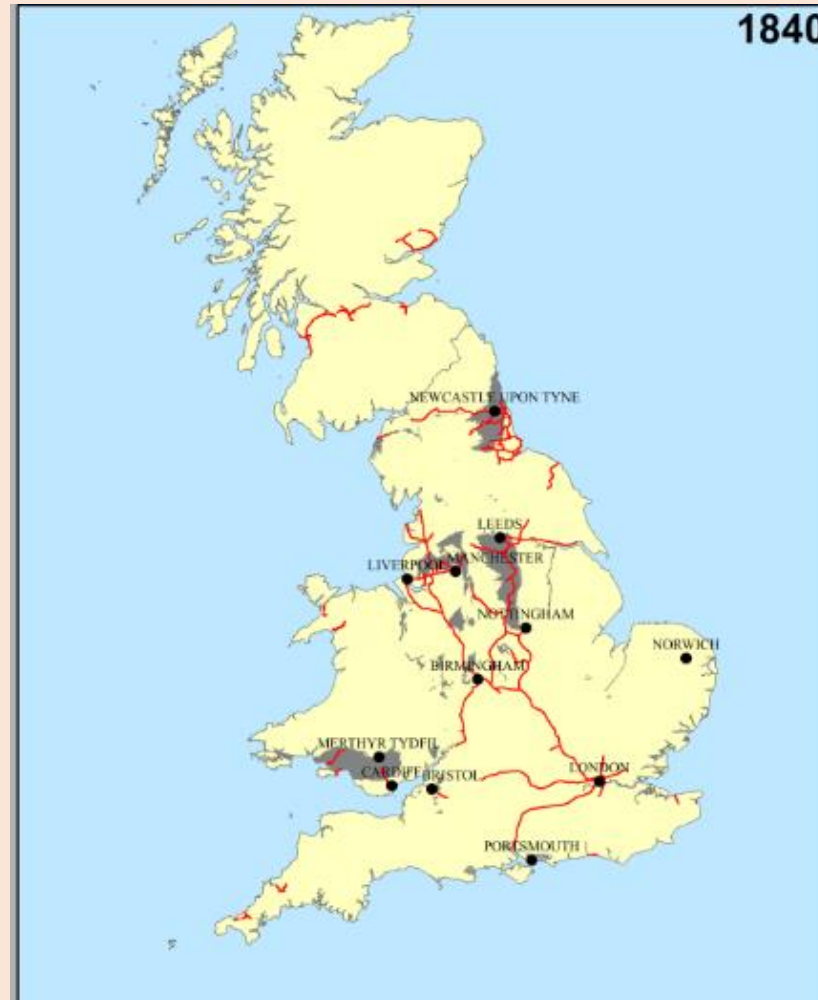 1840
NEWCASTLE UPON TYNE
LEEDS
MANCHESTER
LIVERPOOL
NOTTINGHAM
NORWICH
BIRMINGHAM
MERTHYR TYDFIL
CARDIFF
BRISTOL
LONDON
PORTSMOUTH